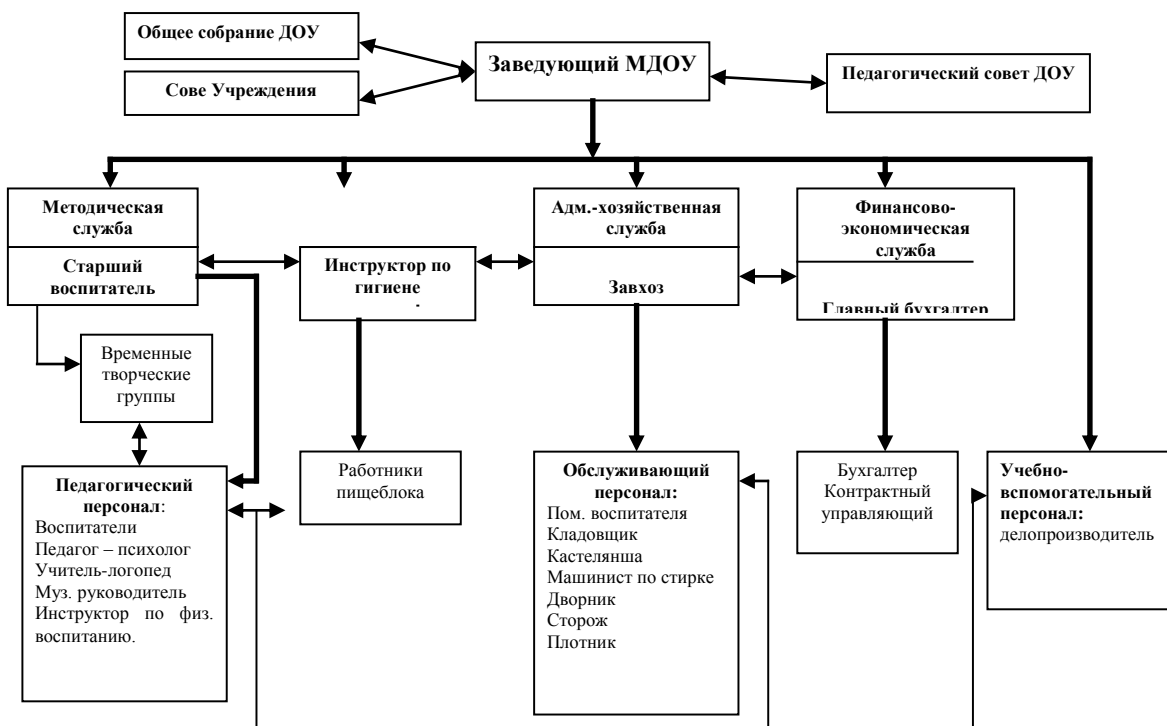 Общее собрание ДОУ
Заведующий МДОУ
Педагогический совет ДОУ
Сове Учреждения
Методическая
служба
Старший
воспитатель
Инструктор по
гигиене
Адм.-хозяйственная
служба
Завхоз
Финансово-
экономическая
служба
Главный бухгалтер
Временные
творческие
группы
Педагогический
персонал:
Воспитатели
Педагог – психолог
Учитель-логопед
Муз. руководитель
Инструктор по физ.
воспитанию.
Работники
пищеблока
Обслуживающий
персонал:
Пом. воспитателя
Кладовщик
Кастелянша
Машинист по стирке
Дворник
Сторож
Плотник
Бухгалтер
Контрактный
управляющий
Учебно-
вспомогательный
персонал:
делопроизводитель